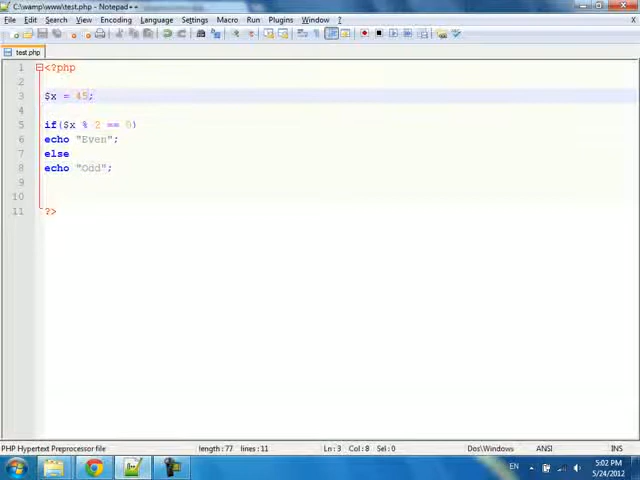 C:\wamp\www\test.php - Notepad++
File Edit Search View Encoding Language Settings Macro Run Plugins Window ?
test.php
1 <?php
2
3 $x = 45;
4
5 if($x % 2 == 0)
6 echo "Even";
7 else
8 echo "Odd";
9
10
11 ?>
PHP Hypertext Preprocessor file length:77 lines:11 Ln:3 Col:8 Sel:0 Dos\Windows ANSI INS
EN 5:02 PM
5/24/2012